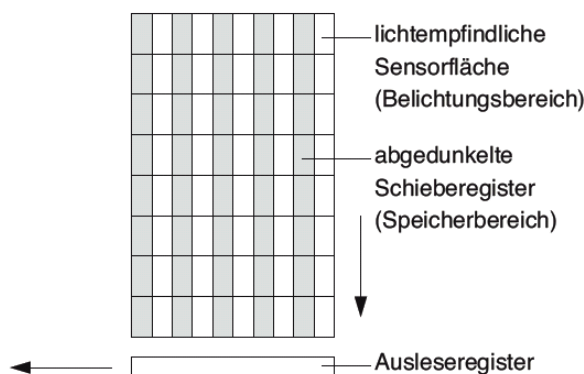 lichtempfindliche
Sensorfläche
(Belichtungsbereich)
abgedunkelte
Schieberegister
(Speicherbereich)
Ausleseregister